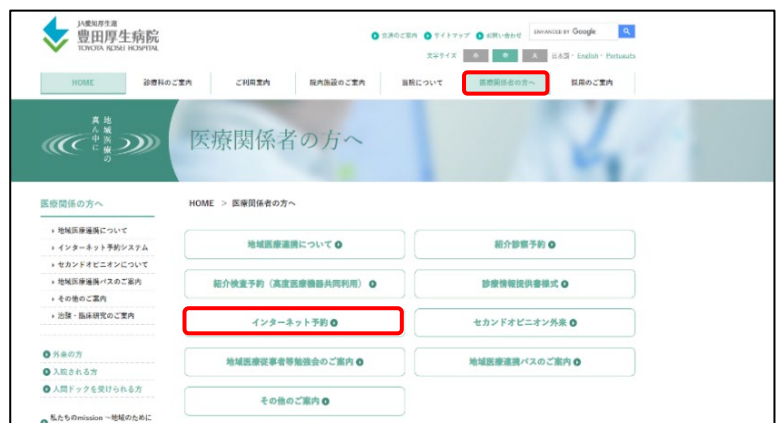 JA愛知厚生連
豊田厚生病院
TOYOTA KOSEI HOSPITAL
交通のご案内 サイトマップ お問い合わせ ENHANCED BY Google
文字サイズ 小 中 大 日本語・English・Português
HOME 診療科のご案内 ご利用案内 院内施設のご案内 当院について 医療関係者の方へ 採用のご案内
地域医療の
真ん中に
医療関係者の方へ
医療関係の方へ
HOME > 医療関係者の方へ
地域医療連携について
インターネット予約システム
セカンドオピニオンについて
地域医療連携パスのご案内
その他のご案内
治験・臨床研究のご案内
外来の方
入院される方
人間ドックを受けられる方
私たちのmission ～地域のために
地域医療連携について
紹介診察予約
紹介検査予約（高度医療機器共同利用）
診療情報提供書様式
インターネット予約
セカンドオピニオン外来
地域医療従事者等勉強会のご案内
地域医療連携パスのご案内
その他のご案内